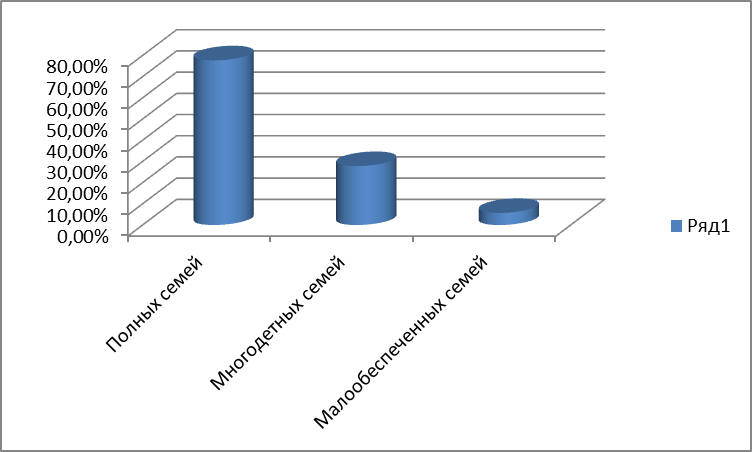 80,00%
70,00%
60,00%
50,00%
40,00%
30,00%
20,00%
10,00%
0,00%
Полных семей
Многодетных семей
Малообеспеченных семей
Ряд1